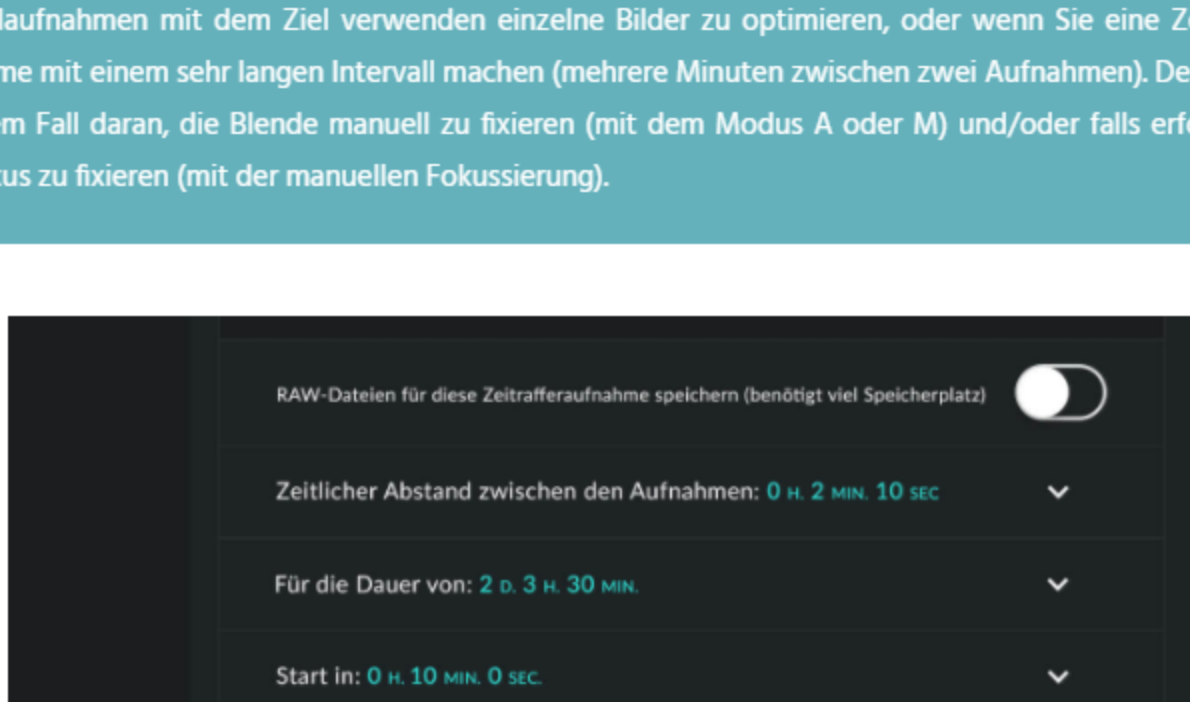 laufnahmen mit dem Ziel verwenden einzelne Bilder zu optimieren, oder wenn Sie eine Z
me mit einem sehr langen Intervall machen (mehrere Minuten zwischen zwei Aufnahmen). De
em Fall daran, die Blende manuell zu fixieren (mit dem Modus A oder M) und/oder falls erf
us zu fixieren (mit der manuellen Fokussierung).
RAW-Dateien für diese Zeitrafferaufnahme speichern (benötigt viel Speicherplatz)
Zeitlicher Abstand zwischen den Aufnahmen: 0 H. 2 MIN. 10 SEC
Für die Dauer von: 2 D. 3 H. 30 MIN.
Start in: 0 H. 10 MIN. 0 SEC.